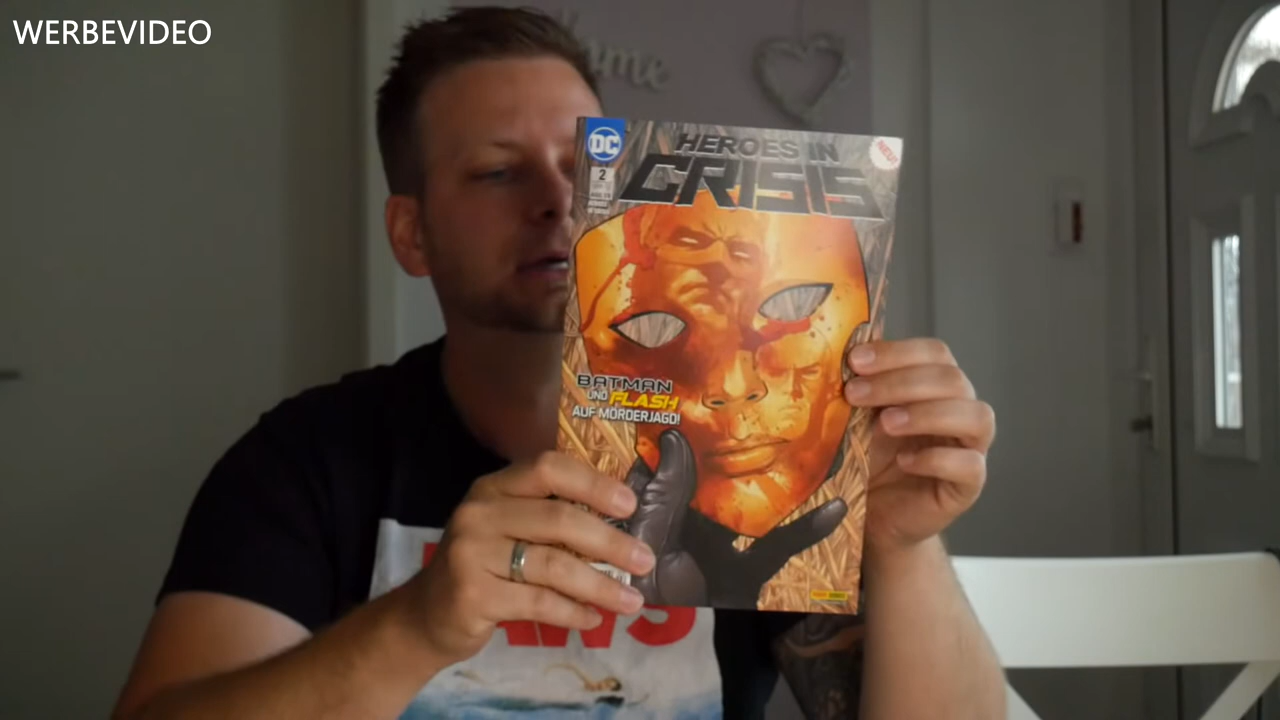 WERBEVIDEO
DC
HEROES IN
CRISIS
NEU!
2
BATMAN
UND FLASH
AUF MÖRDERJAGD!